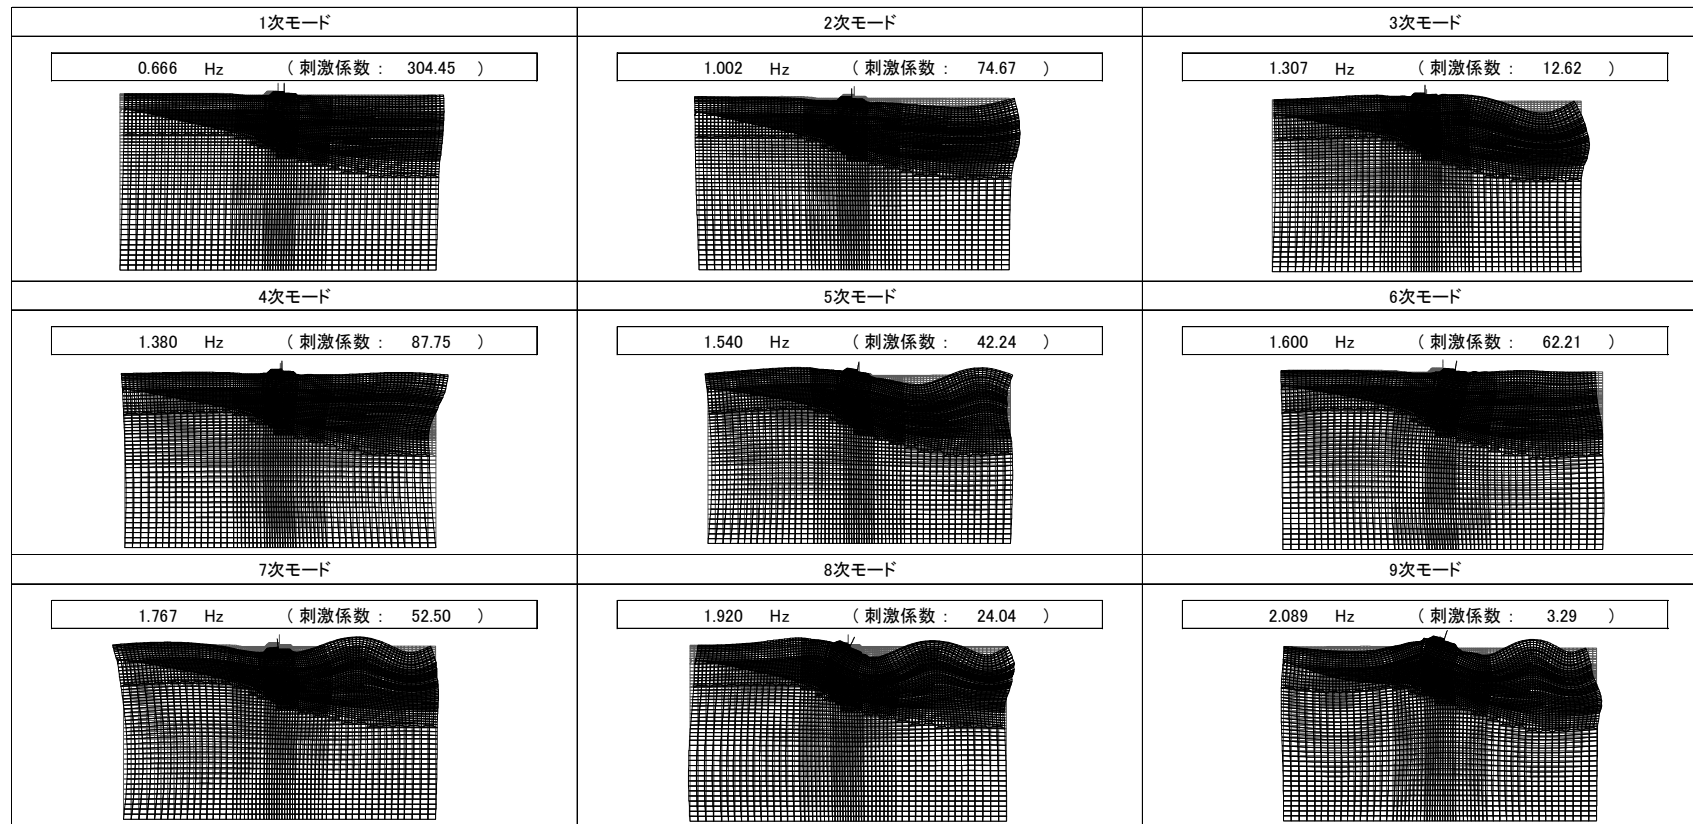 1次モード 2次モード 3次モード
0.666 Hz （ 刺激係数 ： 304.45 ） 1.002 Hz （ 刺激係数 ： 74.67 ） 1.307 Hz （ 刺激係数 ： 12.62 ）
4次モード 5次モード 6次モード
1.380 Hz （ 刺激係数 ： 87.75 ） 1.540 Hz （ 刺激係数 ： 42.24 ） 1.600 Hz （ 刺激係数 ： 62.21 ）
7次モード 8次モード 9次モード
1.767 Hz （ 刺激係数 ： 52.50 ） 1.920 Hz （ 刺激係数 ： 24.04 ） 2.089 Hz （ 刺激係数 ： 3.29 ）